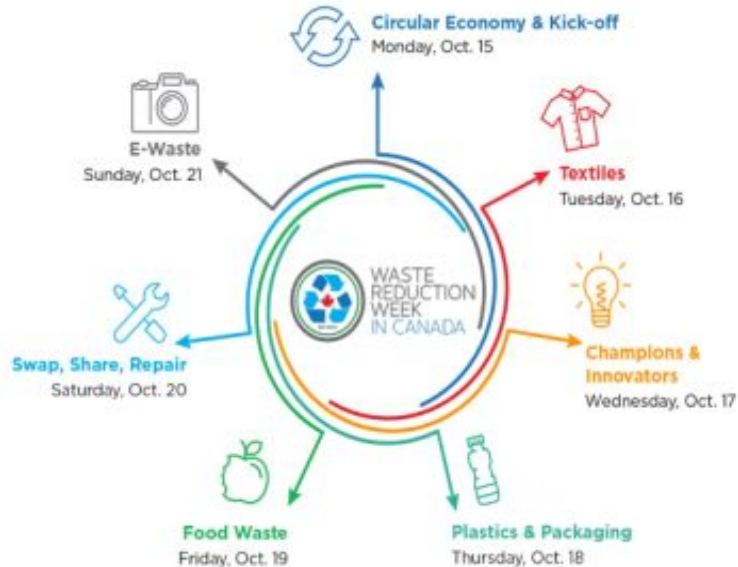 Circular Economy & Kick-off
Monday, Oct. 15
Textiles
Tuesday, Oct. 16
Champions &
Innovators
Wednesday, Oct. 17
Plastics & Packaging
Thursday, Oct. 18
Food Waste
Friday, Oct. 19
Swap, Share, Repair
Saturday, Oct. 20
E-Waste
Sunday, Oct. 21
WASTE
REDUCTION
WEEK
IN CANADA